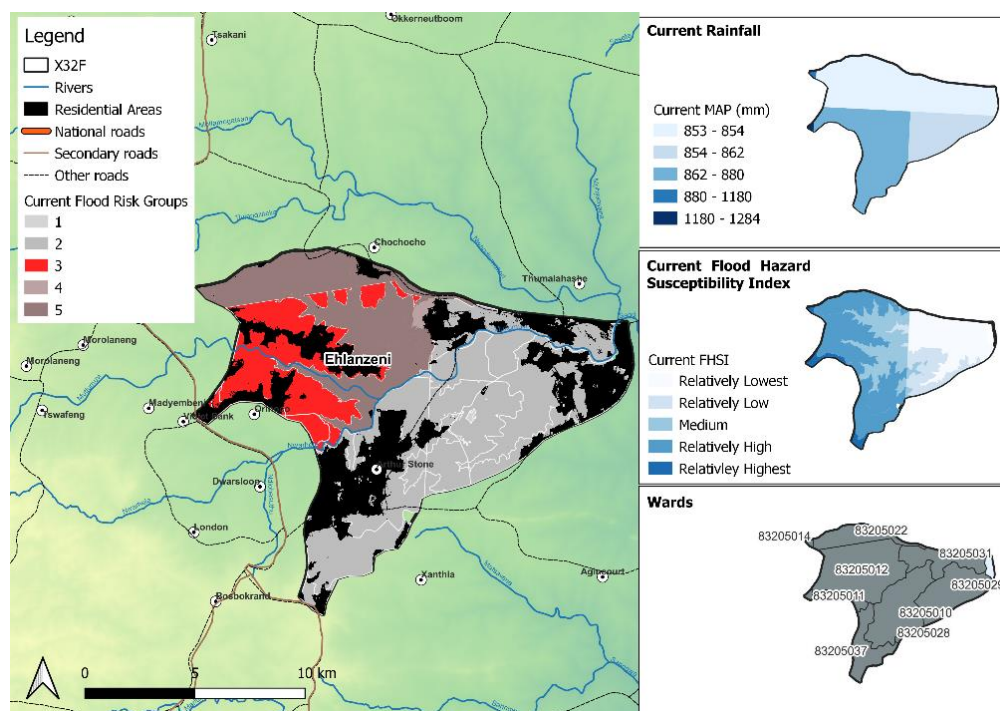 Legend
X32F
Rivers
Residential Areas
National roads
Secondary roads
Other roads
Current Flood Risk Groups
1
2
3
4
5
Okkerneutboom
Tsakani
Chochocho
Thumalahashe
Morolaneng
Morolaneng
Ehlanzeni
Tswafeng
Dwarsloop
London
Xanthia
Agincourt
Bosbokrand
0 5 10 km
Current Rainfall
Current MAP (mm)
853 - 854
854 - 862
862 - 880
880 - 1180
1180 - 1284
Current Flood Hazard
Susceptibility Index
Current FHSI
Relatively Lowest
Relatively Low
Medium
Relatively High
Relativley Highest
Wards
83205014
83205022
83205031
83205012
83205029
83205011
83205010
83205028
83205037